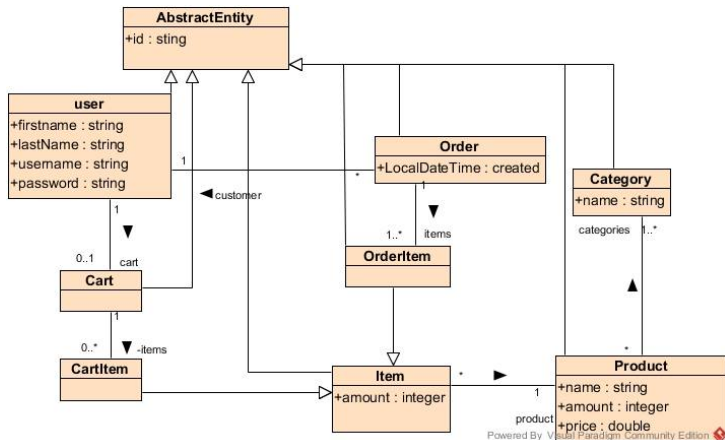 AbstractEntity
+id : sting
user
+firstname : string
+lastName : string
+username : string
+password : string
Order
+LocalDateTime : created
1
*
customer
Category
+name : string
1
1
0..1
cart
1..*
items
categories
1..*
Cart
OrderItem
1
0..*
-items
*
CartItem
Item
+amount : integer
*
1
product
Product
+name : string
+amount : integer
+price : double
Powered By Visual Paradigm Community Edition